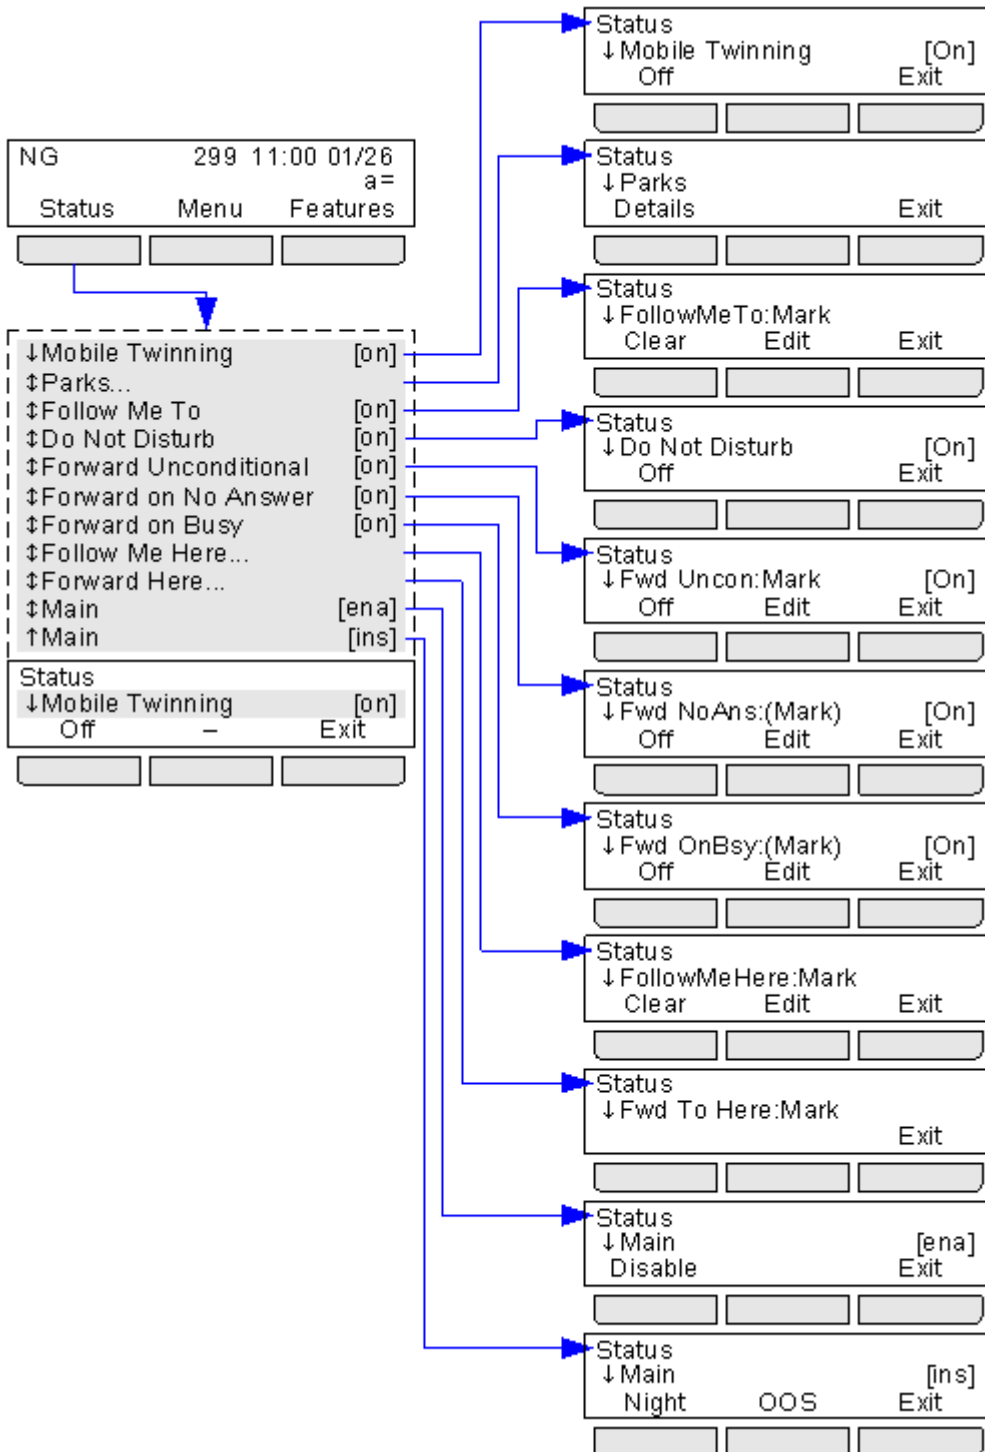 NG 299 11:00 01/26
a=
Status Menu Features
↓Mobile Twinning [on]
↕Parks...
↕Follow Me To [on]
↕Do Not Disturb [on]
↕Forward Unconditional [on]
↕Forward on No Answer [on]
↕Forward on Busy [on]
↕Follow Me Here...
↕Forward Here...
↕Main [ena]
↑Main [ins]
Status
↓Mobile Twinning [on]
Off – Exit
Status
↓Mobile Twinning [On]
Off Exit
Status
↓Parks
Details Exit
Status
↓FollowMeTo:Mark
Clear Edit Exit
Status
↓Do Not Disturb [On]
Off Exit
Status
↓Fwd Uncon:Mark [On]
Off Edit Exit
Status
↓Fwd NoAns:(Mark) [On]
Off Edit Exit
Status
↓Fwd OnBsy:(Mark) [On]
Off Edit Exit
Status
↓FollowMeHere:Mark
Clear Edit Exit
Status
↓Fwd To Here:Mark
Exit
Status
↓Main [ena]
Disable Exit
Status
↓Main [ins]
Night OOS Exit